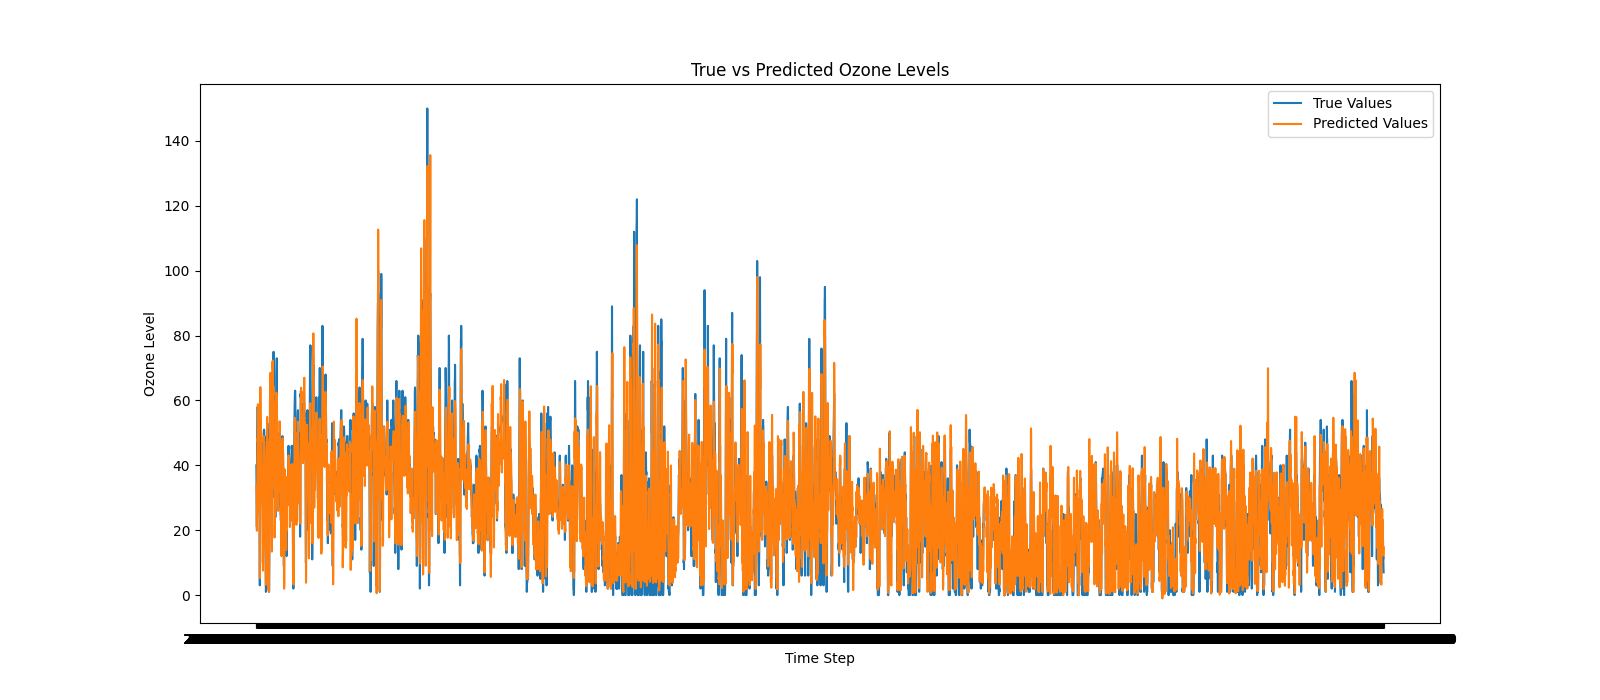 True vs Predicted Ozone Levels
True Values
Predicted Values
140
120
100
80
60
40
20
0
Ozone Level
Time Step